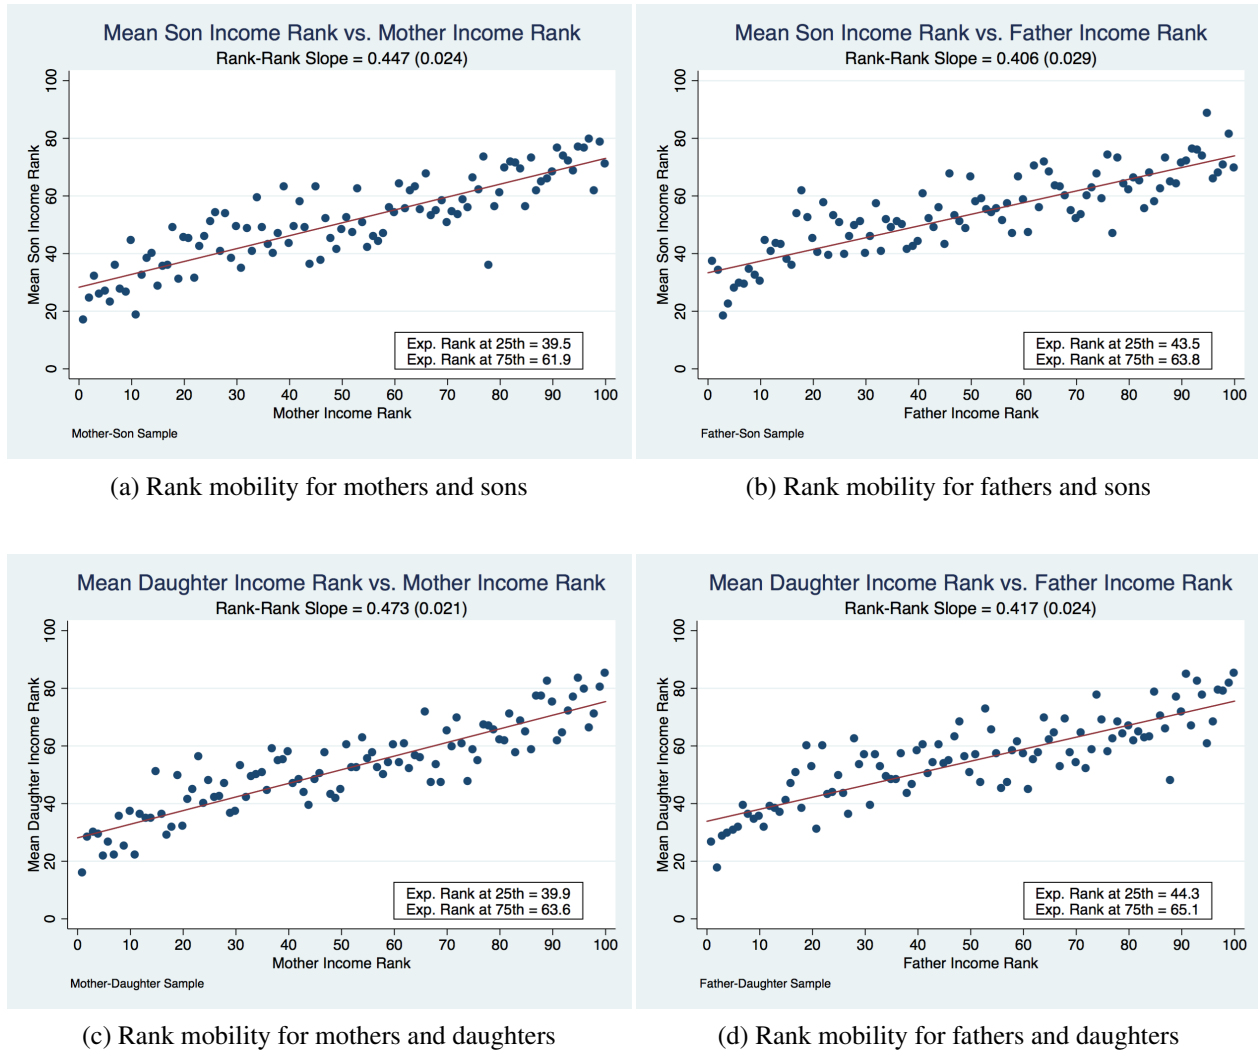 Mean Son Income Rank vs. Mother Income Rank
Rank-Rank Slope = 0.447 (0.024)
Mean Son Income Rank
0 20 40 60 80 100
Exp. Rank at 25th = 39.5
Exp. Rank at 75th = 61.9
0 10 20 30 40 50 60 70 80 90 100
Mother Income Rank
Mother-Son Sample
(a) Rank mobility for mothers and sons
Mean Son Income Rank vs. Father Income Rank
Rank-Rank Slope = 0.406 (0.029)
Mean Son Income Rank
0 20 40 60 80 100
Exp. Rank at 25th = 43.5
Exp. Rank at 75th = 63.8
0 10 20 30 40 50 60 70 80 90 100
Father Income Rank
Father-Son Sample
(b) Rank mobility for fathers and sons
Mean Daughter Income Rank vs. Mother Income Rank
Rank-Rank Slope = 0.473 (0.021)
Mean Daughter Income Rank
0 20 40 60 80 100
Exp. Rank at 25th = 39.9
Exp. Rank at 75th = 63.6
0 10 20 30 40 50 60 70 80 90 100
Mother Income Rank
Mother-Daughter Sample
(c) Rank mobility for mothers and daughters
Mean Daughter Income Rank vs. Father Income Rank
Rank-Rank Slope = 0.417 (0.024)
Mean Daughter Income Rank
0 20 40 60 80 100
Exp. Rank at 25th = 44.3
Exp. Rank at 75th = 65.1
0 10 20 30 40 50 60 70 80 90 100
Father Income Rank
Father-Daughter Sample
(d) Rank mobility for fathers and daughters